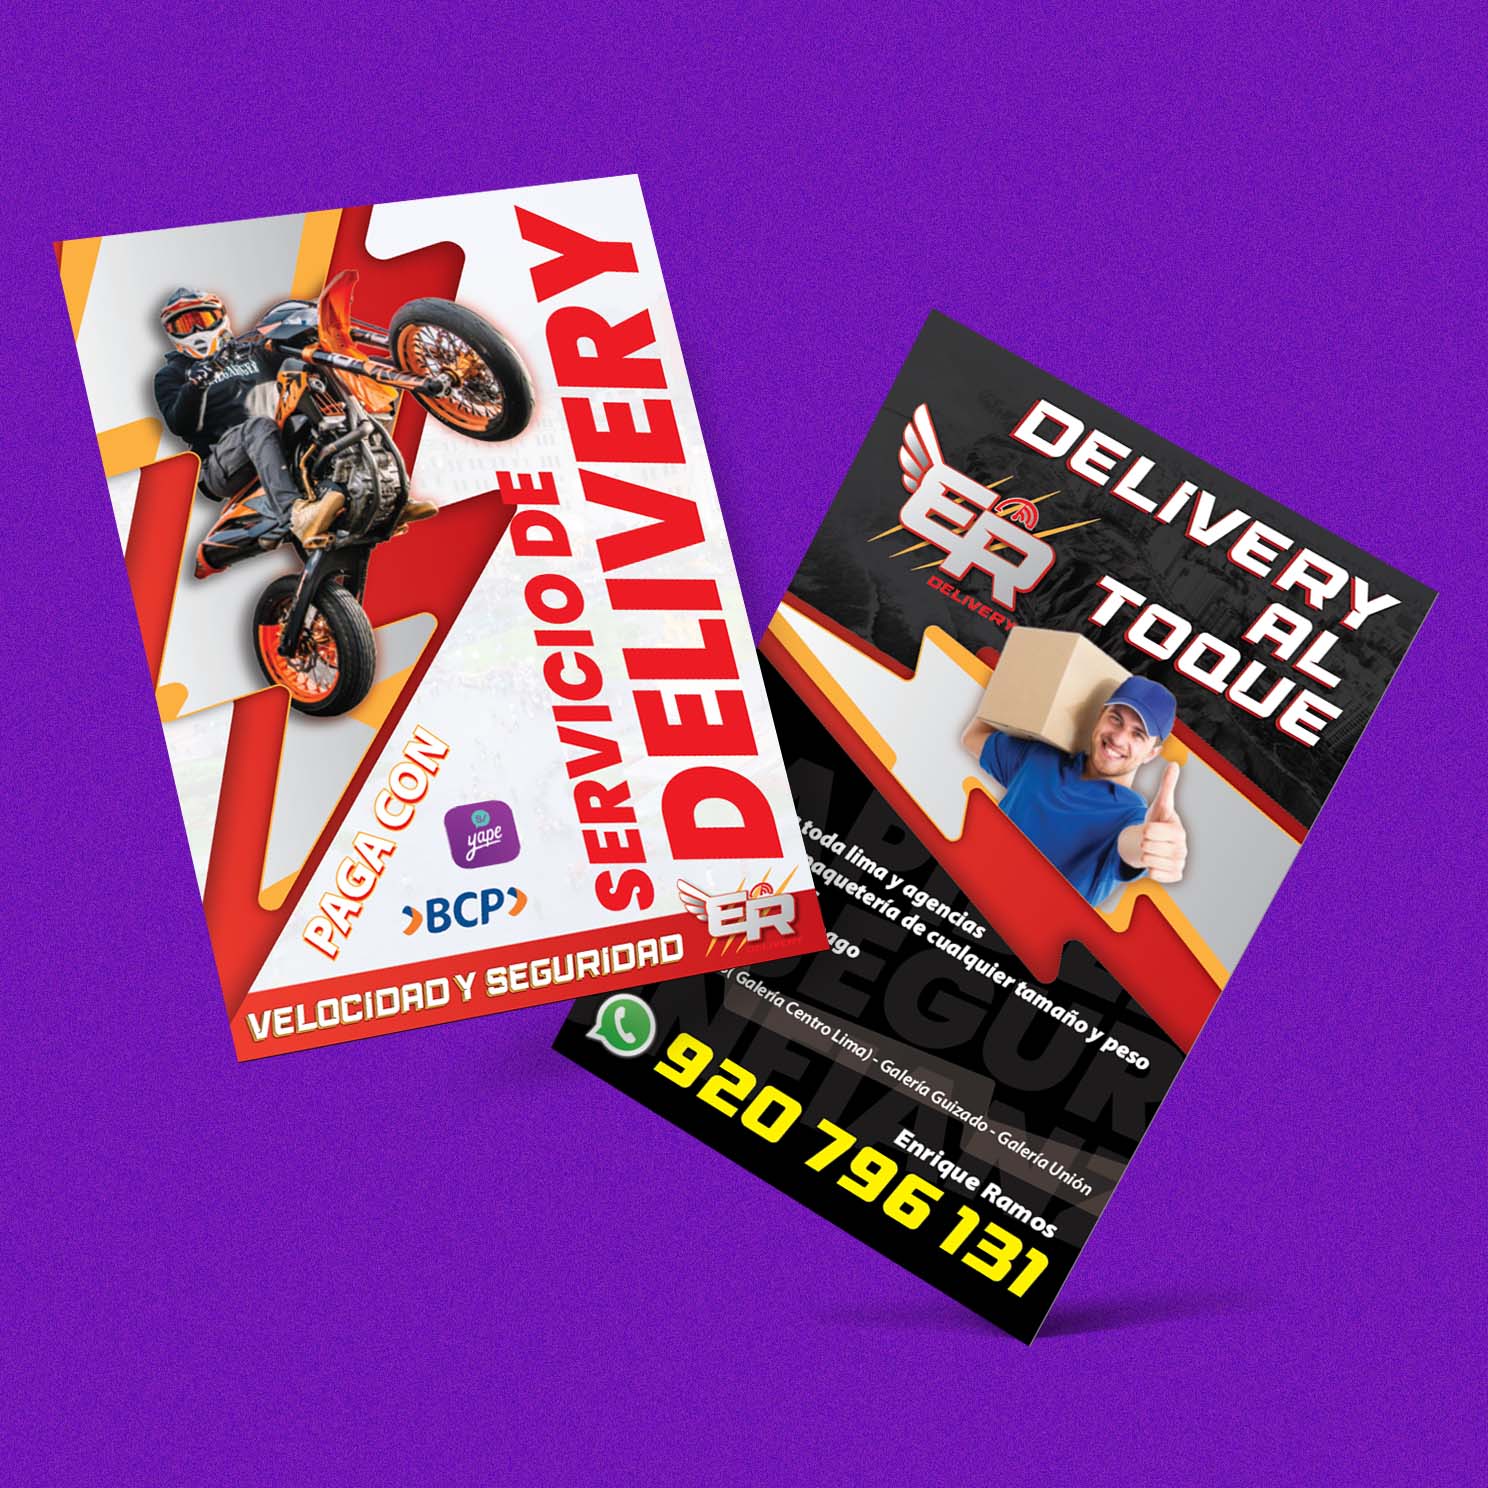 SERVICIO DE
DELIVERY
PAGA CON
S/
yape
BCP
ER
DELIVERY
VELOCIDAD Y SEGURIDAD
DELIVERY
AL
TOQUE
ER
DELIVERY
toda lima y agencias
paquetería de cualquier tamaño y peso
Galería Centro Lima) - Galería Guizado - Galería Unión
Enrique Ramos
920 796 131